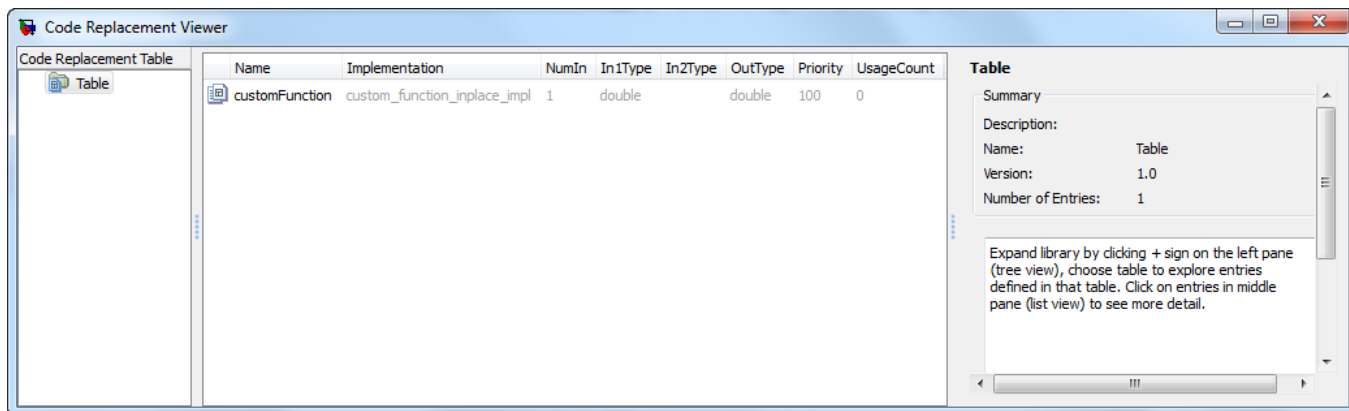 Code Replacement Viewer
Code Replacement Table
Table
Name Implementation NumIn In1Type In2Type OutType Priority UsageCount
customFunction custom_function_inplace_impl 1 double double 100 0
Table
Summary
Description:
Name: Table
Version: 1.0
Number of Entries: 1
Expand library by clicking + sign on the left pane
(tree view), choose table to explore entries
defined in that table. Click on entries in middle
pane (list view) to see more detail.